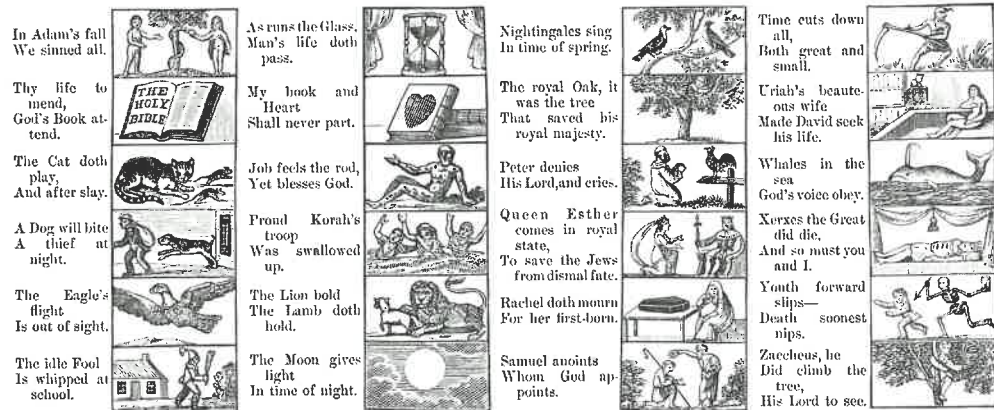 In Adam's fall
We sinned all.
Thy life to
mend,
God's Book at-
tend.
The Cat doth
play,
And after slay.
A Dog will bite
A thief at
night.
The Eagle's
flight
Is out of sight.
The idle Fool
Is whipped at
school.
THE
HOLY
BIBLE
As runs the Glass,
Man's life doth
pass.
My book and
Heart
Shall never part.
Job feels the rod,
Yet blesses God.
Proud Korah's
troop
Was swallowed
up.
The Lion bold
The Lamb doth
hold.
The Moon gives
light
In time of night.
Nightingales sing
In time of spring.
The royal Oak, it
was the tree
That saved his
royal majesty.
Peter denies
His Lord, and cries.
Queen Esther
comes in royal
state,
To save the Jews
from dismal fate.
Rachel doth mourn
For her first-born.
Samuel anoints
Whom God ap-
points.
Time cuts down
all,
Both great and
small.
Uriah's beaute-
ous wife
Made David seek
his life.
Whales in the
sea
God's voice obey.
Xerxes the Great
did die,
And so must you
and I.
Youth forward
slips—
Death soonest
nips.
Zaccheus, he
Did climb the
tree,
His Lord to see.